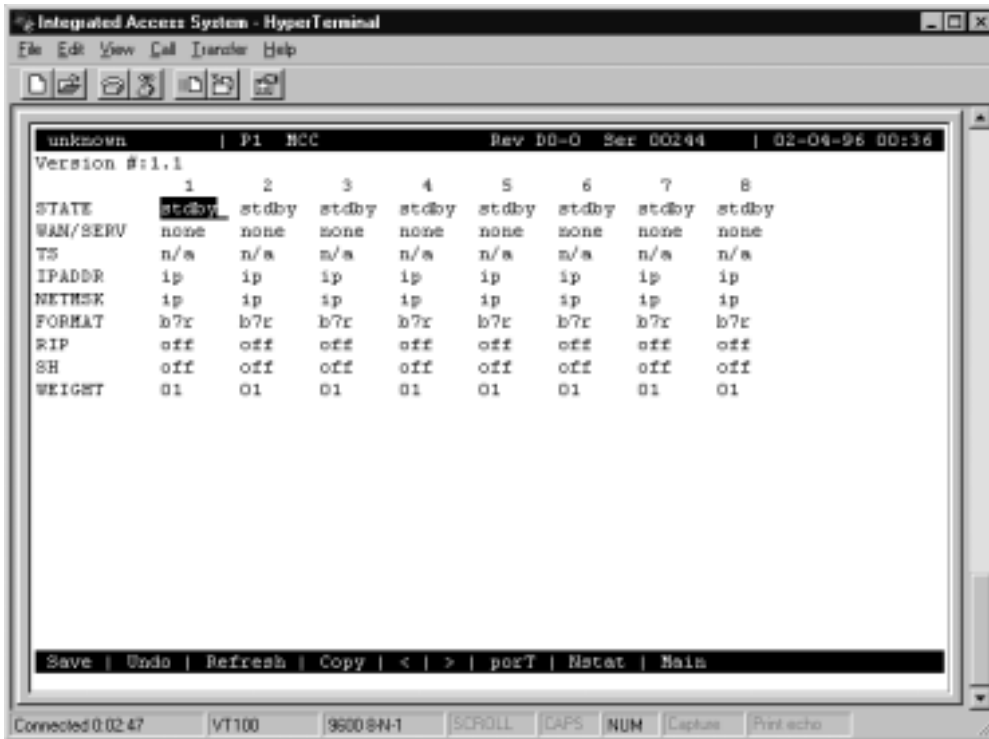 Integrated Access System - HyperTerminal
File Edit View Call Transfer Help
unknown | P1 MCC Rev D0-0 Ser 00244 | 02-04-96 00:36
Version #:1.1
1 2 3 4 5 6 7 8
STATE stdby stdby stdby stdby stdby stdby stdby stdby
WAN/SERV none none none none none none none none
TS n/a n/a n/a n/a n/a n/a n/a n/a
IPADDR ip ip ip ip ip ip ip ip
NETMSK ip ip ip ip ip ip ip ip
FORMAT b7r b7r b7r b7r b7r b7r b7r b7r
RIP off off off off off off off off
SH off off off off off off off off
WEIGHT 01 01 01 01 01 01 01 01
Save | Undo | Refresh | Copy | < | > | porT | Nstat | Main
Connected 0:02:47 VT100 9600 8-N-1 SCROLL CAPS NUM Capture Print echo